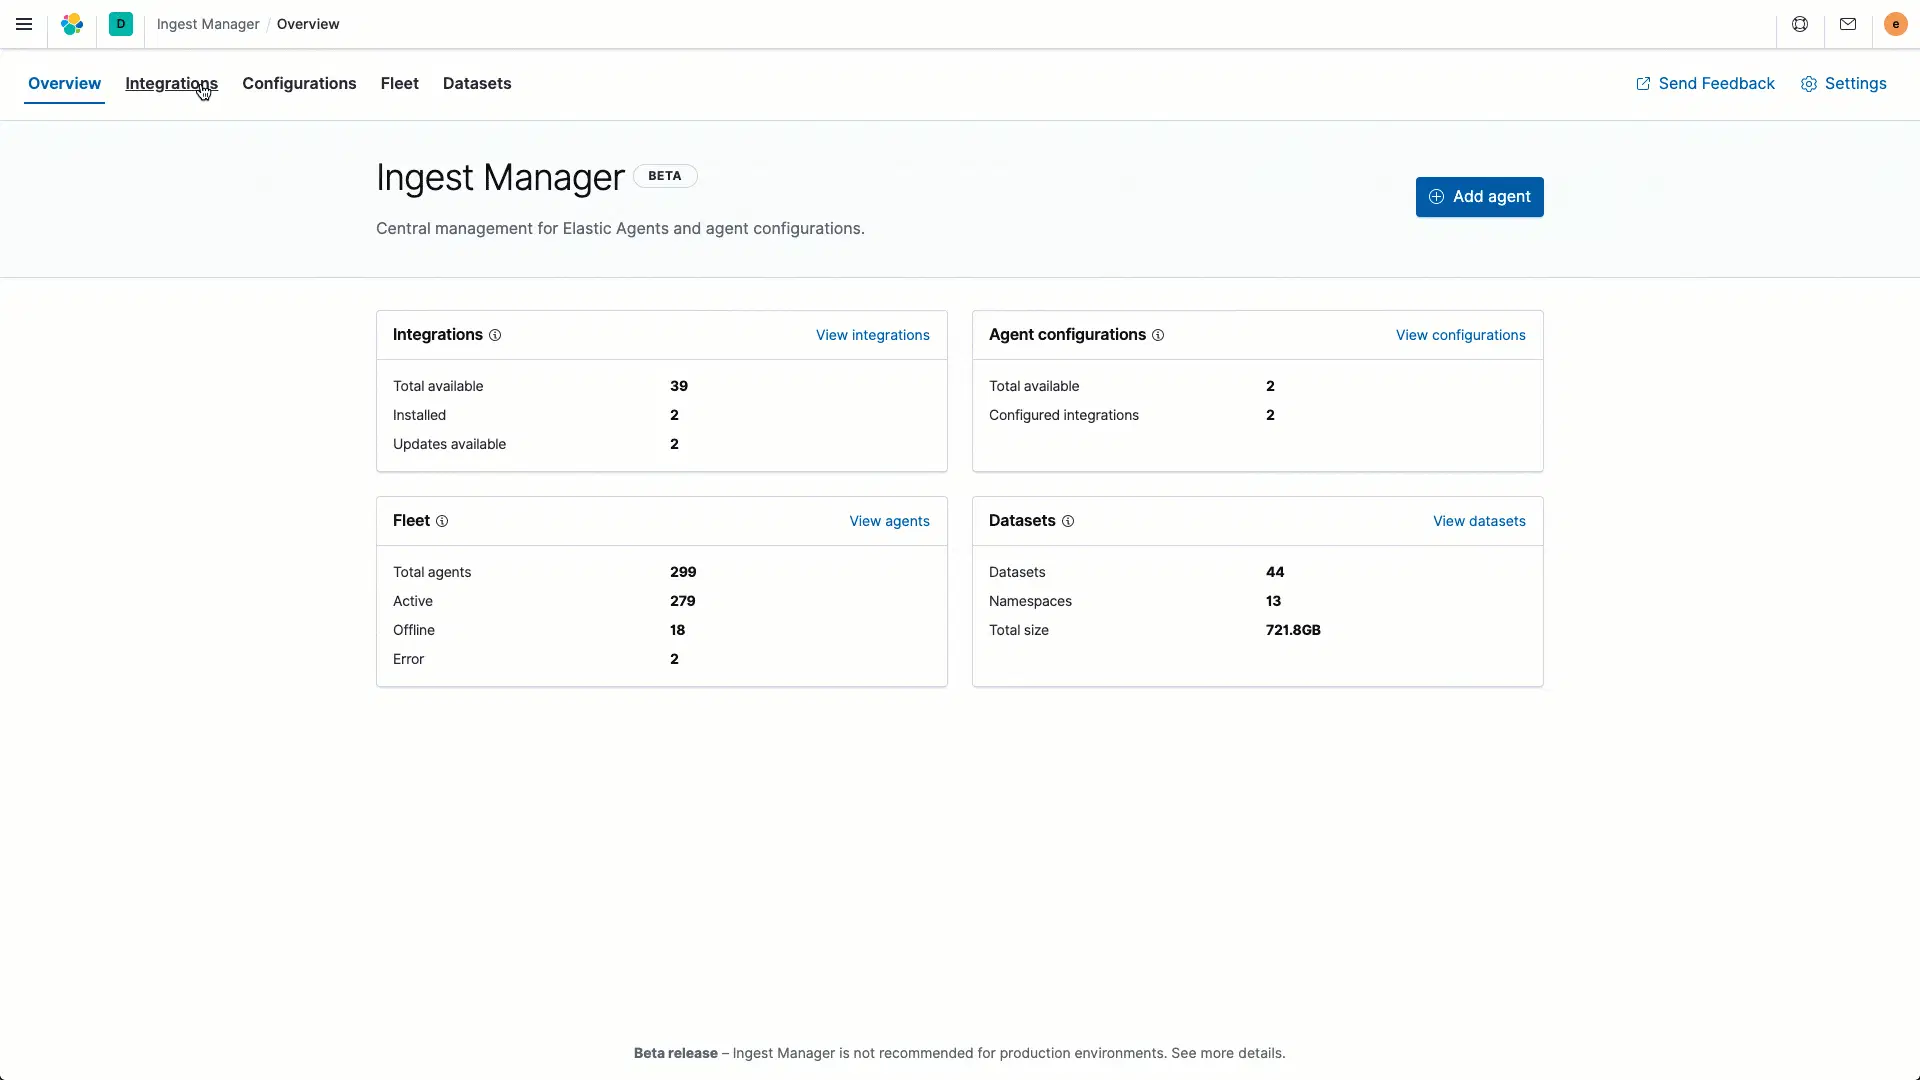 D Ingest Manager / Overview e
Overview Integrations Configurations Fleet Datasets Send Feedback Settings
Ingest Manager BETA
Add agent
Central management for Elastic Agents and agent configurations.
Integrations View integrations
Total available 39
Installed 2
Updates available 2
Agent configurations View configurations
Total available 2
Configured integrations 2
Fleet View agents
Total agents 299
Active 279
Offline 18
Error 2
Datasets View datasets
Datasets 44
Namespaces 13
Total size 721.8GB
Beta release – Ingest Manager is not recommended for production environments. See more details.